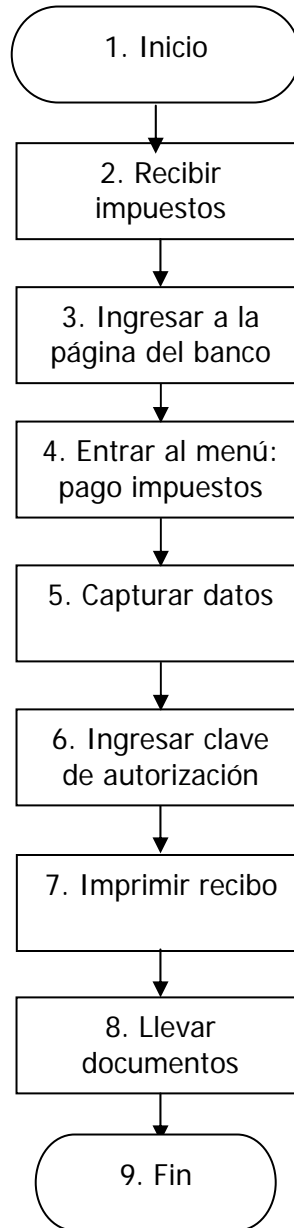 1. Inicio
2. Recibir
impuestos
3. Ingresar a la
página del banco
4. Entrar al menú:
pago impuestos
5. Capturar datos
6. Ingresar clave
de autorización
7. Imprimir recibo
8. Llevar
documentos
9. Fin